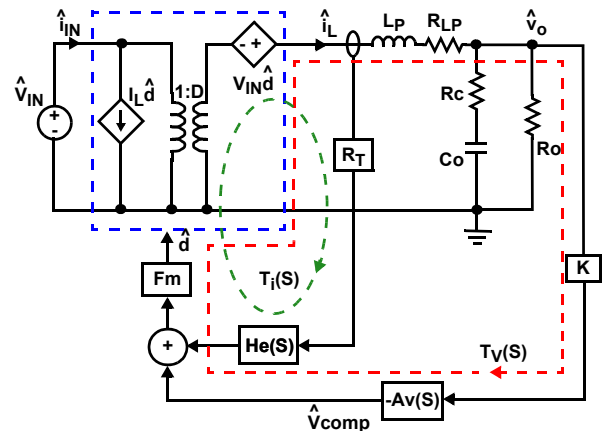 î_IN
î_L
L_P
R_LP
v̂_o
V̂_IN
+
-
I_L d̂
1:D
- +
V_IN d̂
Rc
Co
Ro
R_T
K
T_i(S)
d̂
Fm
+
He(S)
T_V(S)
V̂comp
-Av(S)